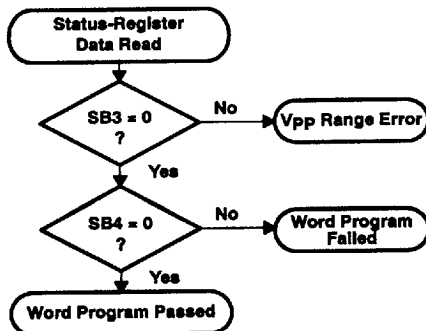 Status-Register
Data Read
SB3 = 0
?
No
Vpp Range Error
Yes
SB4 = 0
?
No
Word Program
Failed
Yes
Word Program Passed